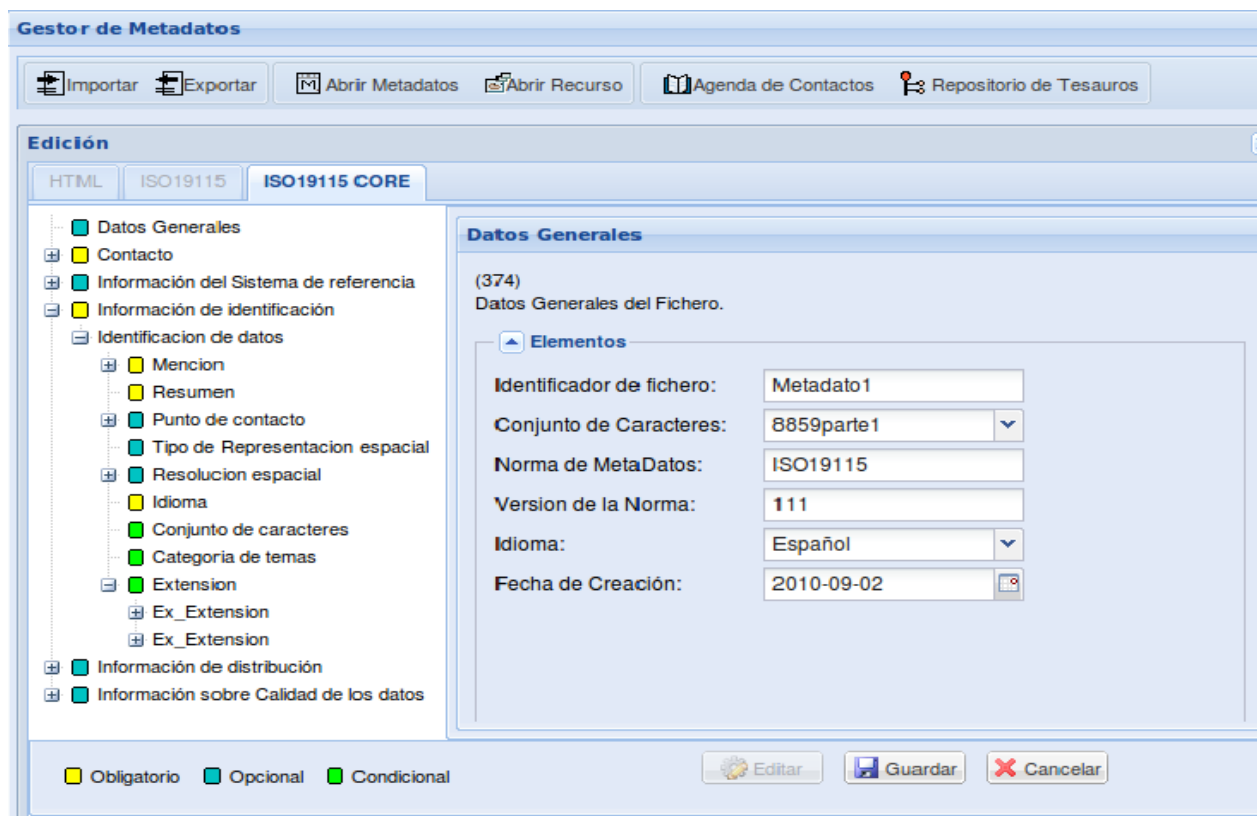 Gestor de Metadatos
Importar Exportar Abrir Metadatos Abrir Recurso Agenda de Contactos Repositorio de Tesauros
Edición
HTML ISO19115 ISO19115 CORE
Datos Generales
Contacto
Información del Sistema de referencia
Información de identificación
Identificacion de datos
Mencion
Resumen
Punto de contacto
Tipo de Representacion espacial
Resolucion espacial
Idioma
Conjunto de caracteres
Categoria de temas
Extension
Ex_Extension
Ex_Extension
Información de distribución
Información sobre Calidad de los datos
Datos Generales
(374)
Datos Generales del Fichero.
Elementos
Identificador de fichero: Metadato1
Conjunto de Caracteres: 8859parte1
Norma de MetaDatos: ISO19115
Version de la Norma: 111
Idioma: Español
Fecha de Creación: 2010-09-02
Obligatorio Opcional Condicional
Editar Guardar Cancelar